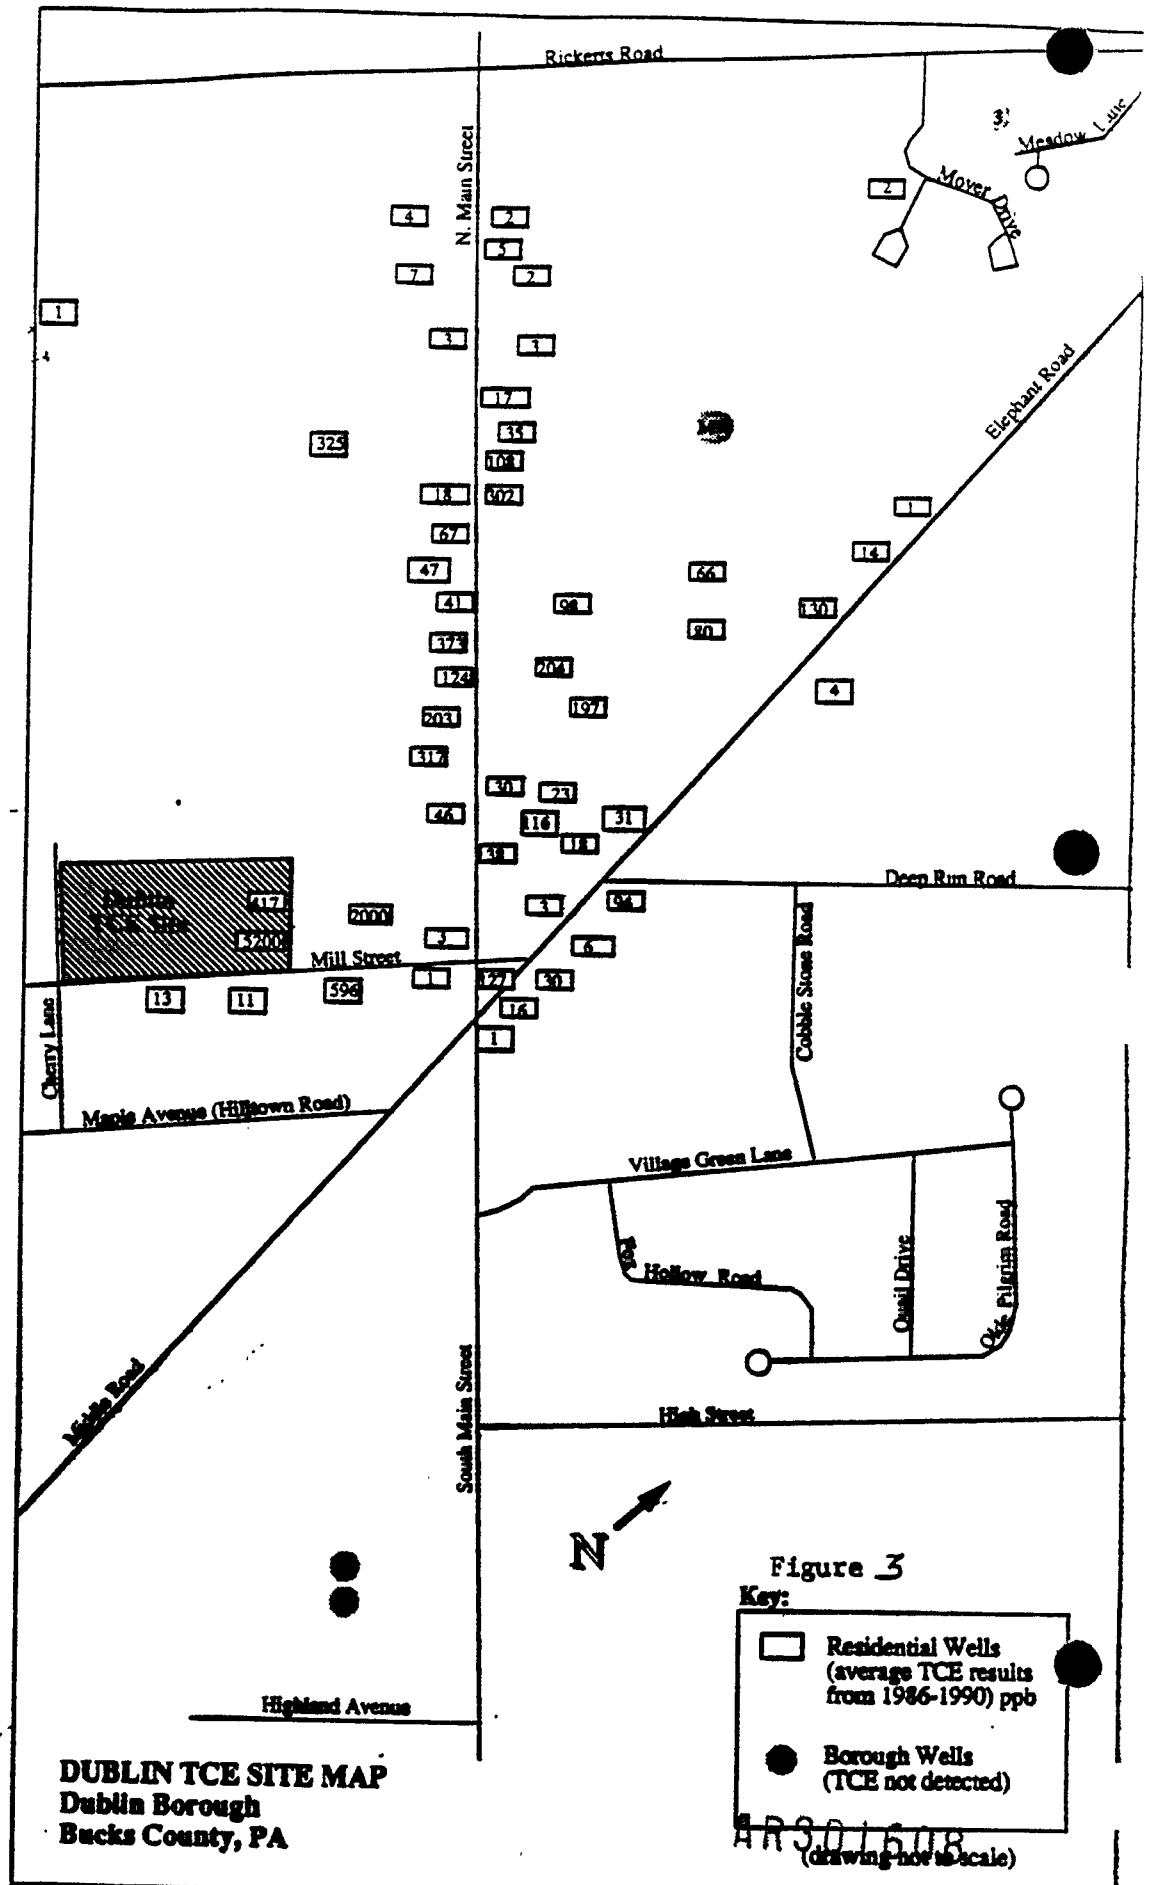 Rickerts Road
N. Main Street
3
Meadow Lane
Moyer Drive
2
4
2
5
7
2
1
3
3
17
35
325
108
18
302
67
47
41
98
66
80
1
14
130
4
Elephant Road
373
124
204
203
197
317
30
23
46
116
31
38
18
Deep Run Road
Dublin
TCE Site
417
5200
2000
3
3
94
6
Mill Street
1
127
30
13
11
596
16
1
Cherry Lane
Cobble Stone Road
Maple Avenue (Hilltown Road)
Village Green Lane
Fox
Hollow Road
Quail Drive
Olde Pilgrim Road
Middle Road
South Main Street
High Street
N
Figure 3
Key:
Residential Wells
(average TCE results
from 1986-1990) ppb
Borough Wells
(TCE not detected)
Highland Avenue
DUBLIN TCE SITE MAP
Dublin Borough
Bucks County, PA
AR301608
(drawing not to scale)